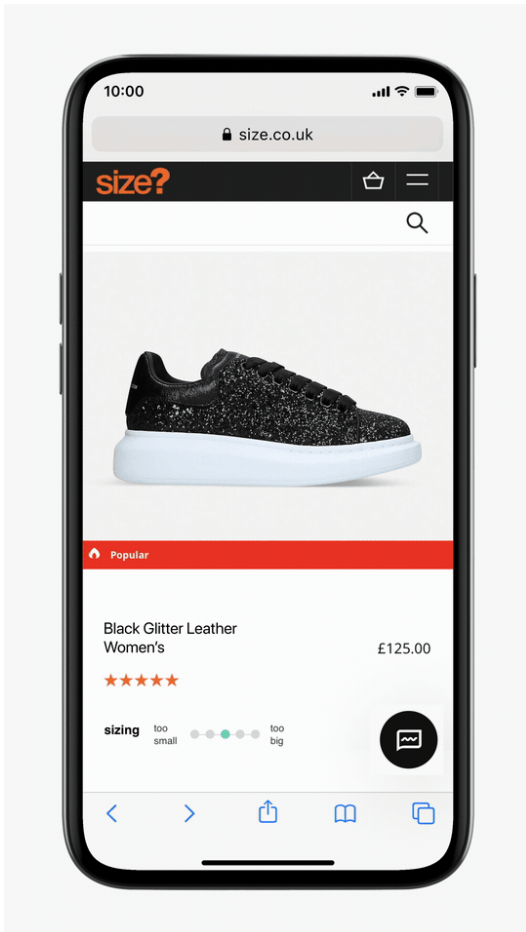 10:00
size.co.uk
size?
Popular
Black Glitter Leather
Women's
£125.00
sizing
too
small
too
big